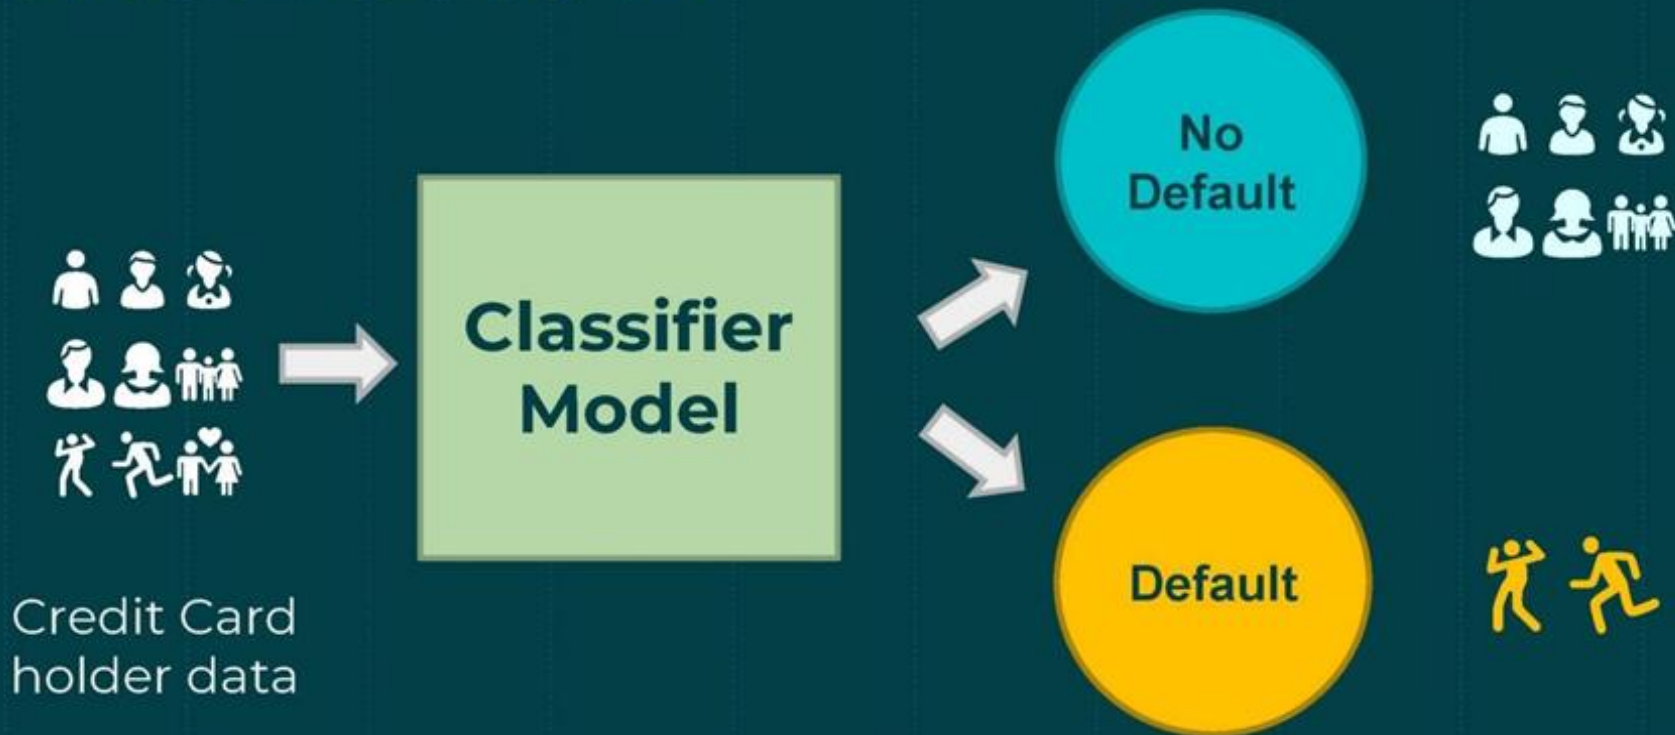 Credit Card
holder data
Classifier
Model
No
Default
Default